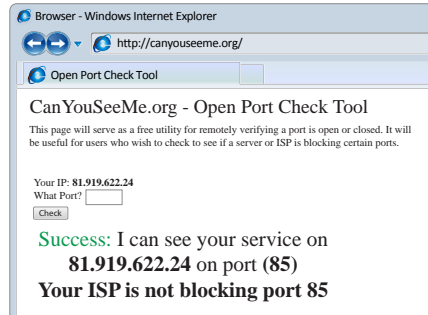 Browser - Windows Internet Explorer
http://canyouseeme.org/
Open Port Check Tool
CanYouSeeMe.org - Open Port Check Tool
This page will serve as a free utility for remotely verifying a port is open or closed. It will
be useful for users who wish to check to see if a server or ISP is blocking certain ports.
Your IP: 81.919.622.24
What Port?
Check
Success: I can see your service on
81.919.622.24 on port (85)
Your ISP is not blocking port 85